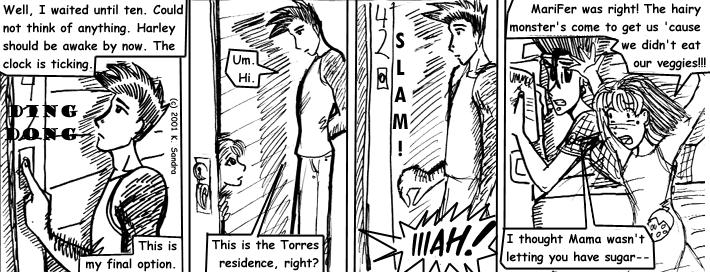 Well, I waited until ten. Could
not think of anything. Harley
should be awake by now. The
clock is ticking.
DING
DONG
(c) 2001 K. Sandra
This is
my final option.
Um.
Hi.
This is the Torres
residence, right?
42
SLAM!
IIIAH!
MariFer was right! The hairy
monster's come to get us 'cause
we didn't eat
our veggies!!!
I thought Mama wasn't
letting you have sugar--